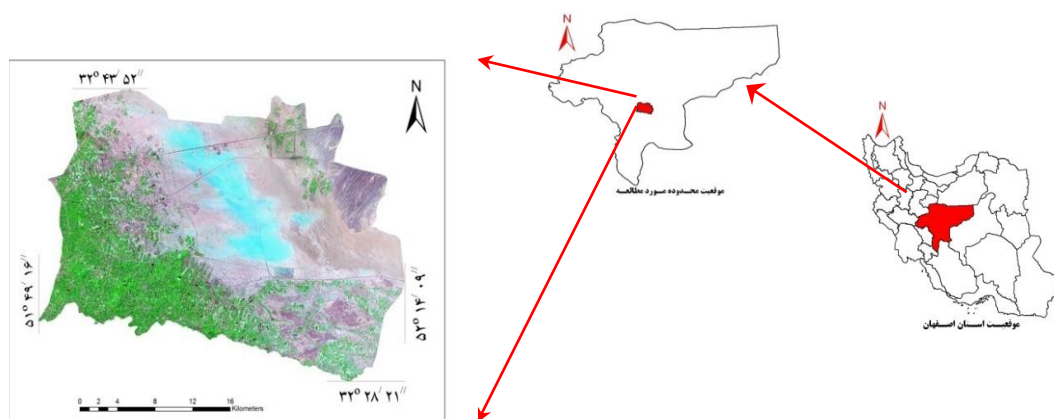 ۳۲° ۴۳′ ۵۲″
N
۵۱° ۴۹′ ۱۶″
۵۲° ۱۴′ ۰۹″
۳۲° ۲۸′ ۲۱″
0 2 4 8 12 16
Kilometers
N
موقعیت محدوده مورد مطالعه
N
موقعیت استان اصفهان